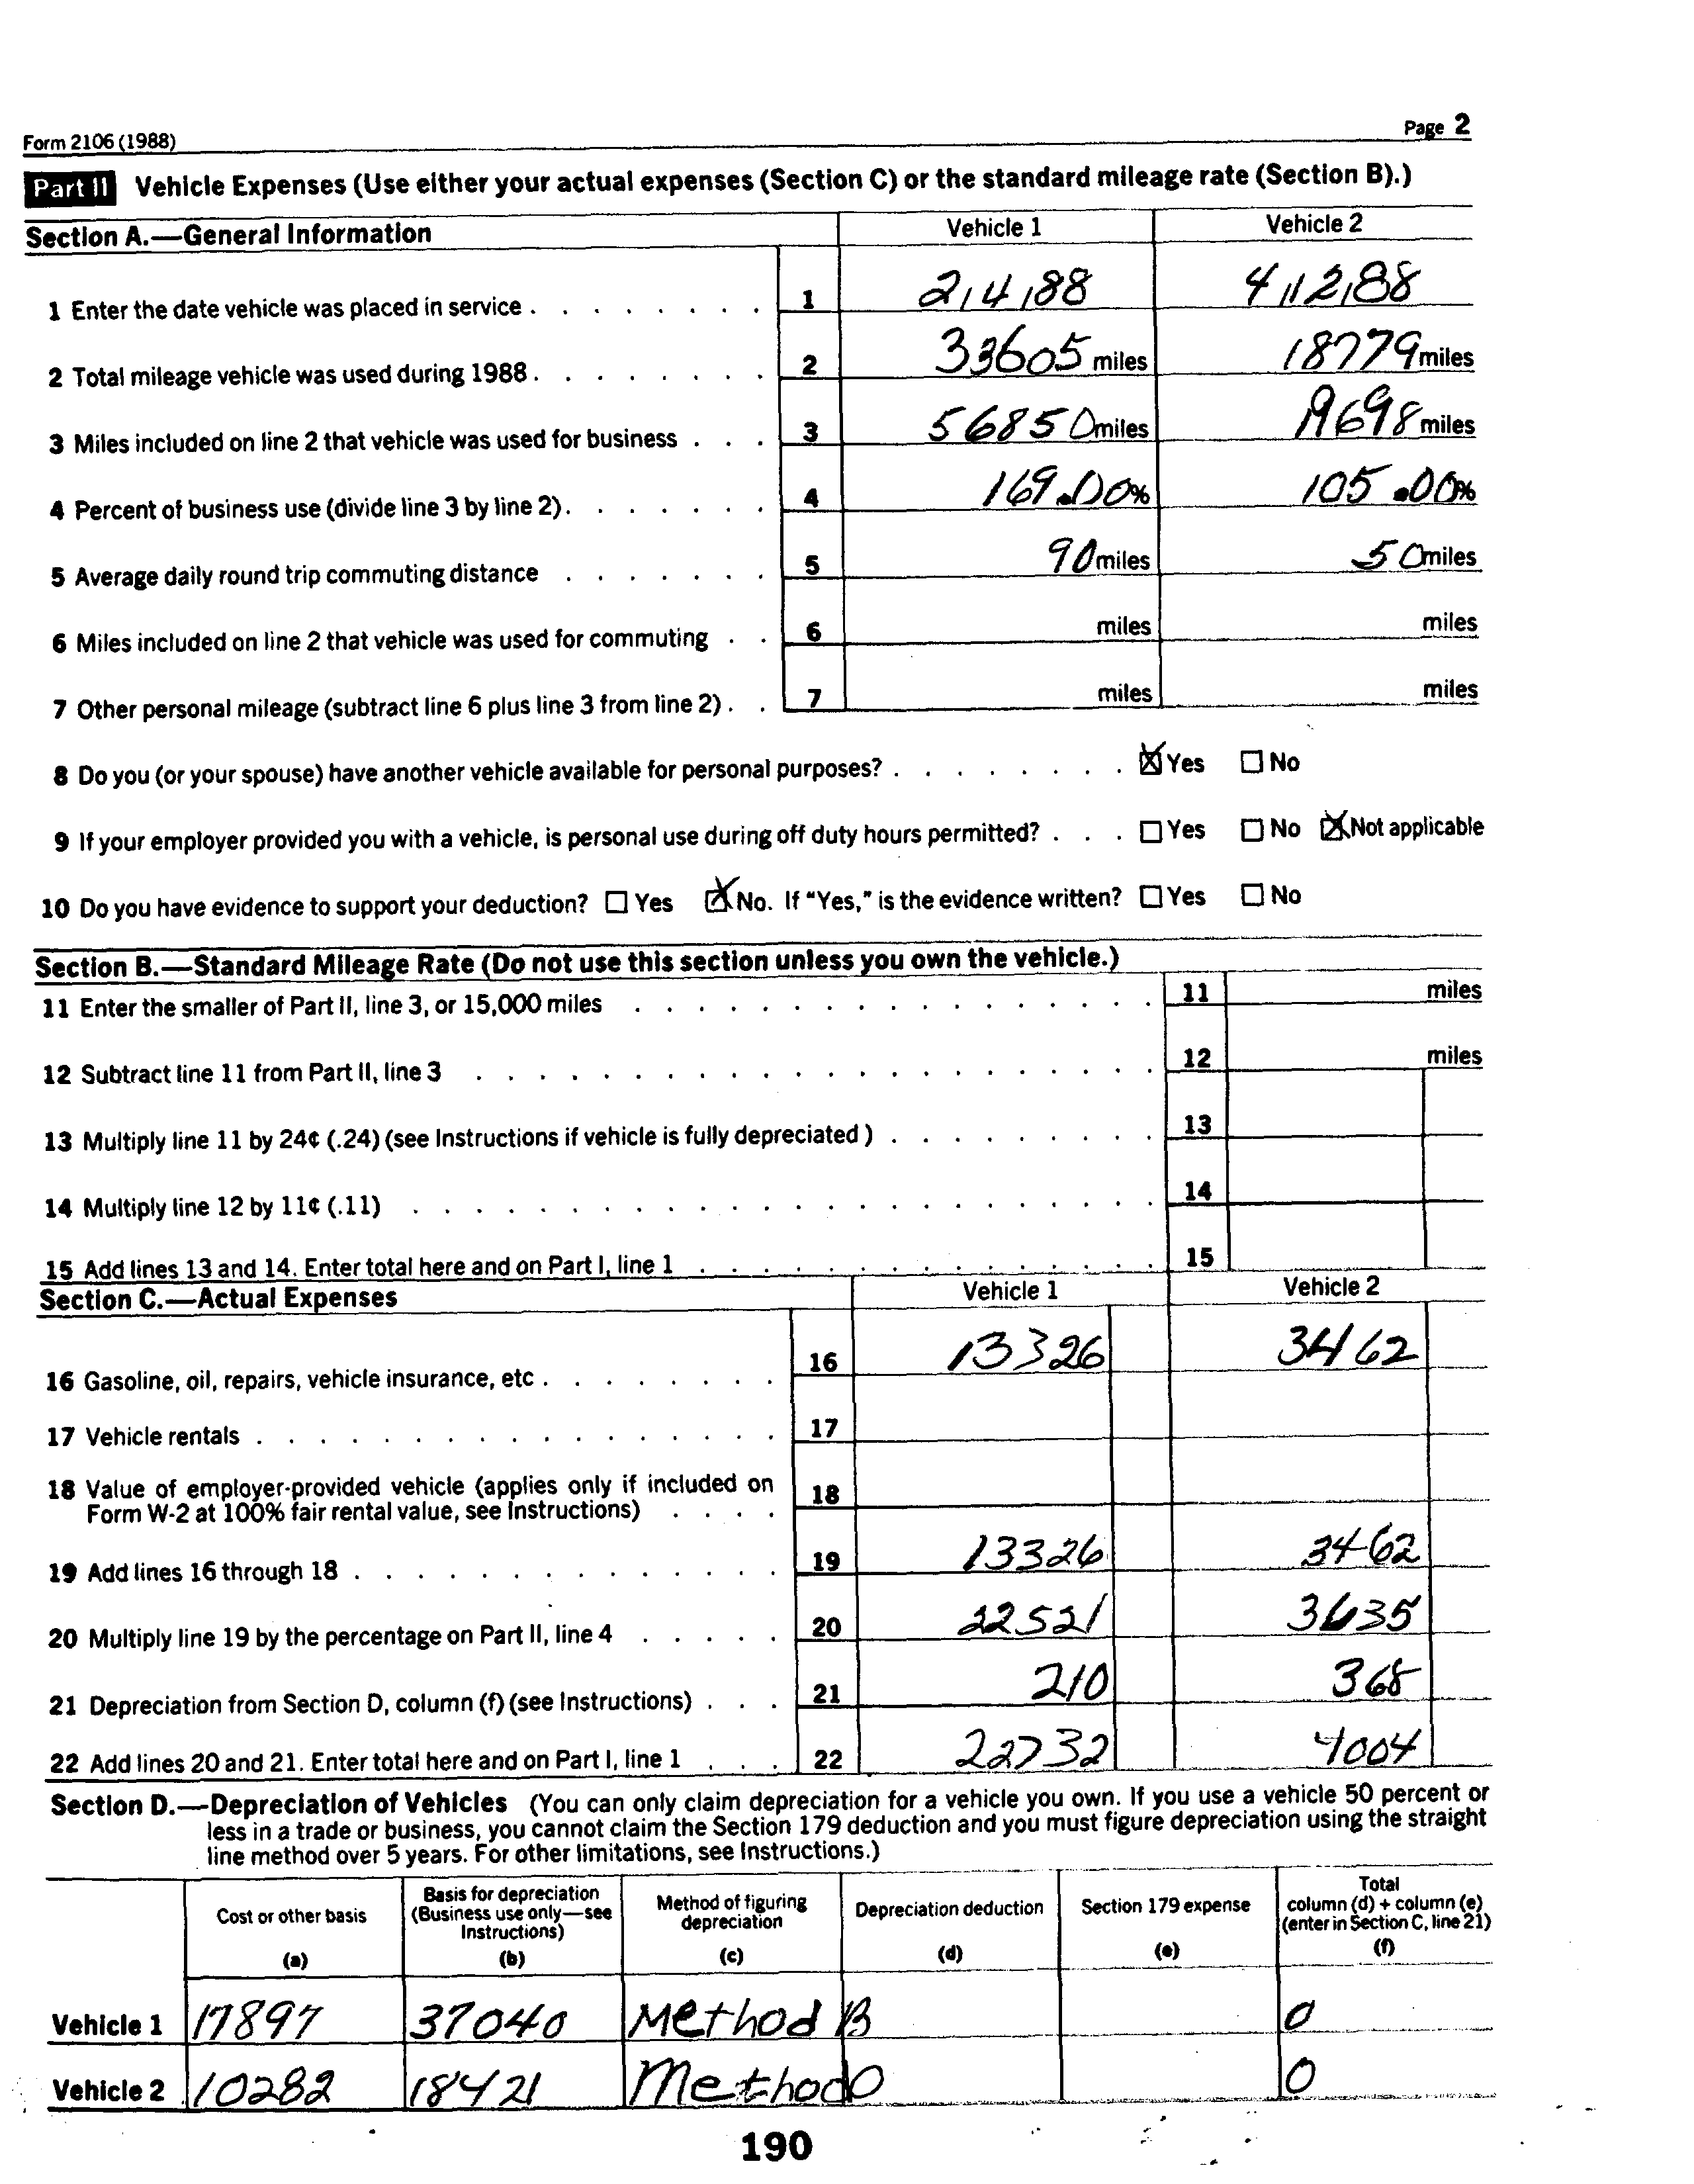 Form 2106 (1988)
Page 2
Part II Vehicle Expenses (Use either your actual expenses (Section C) or the standard mileage rate (Section B).)
Section A.—General Information Vehicle 1 Vehicle 2
1 Enter the date vehicle was placed in service . . . . . . . . 1 2/4/88 4/12/88
2 Total mileage vehicle was used during 1988 . . . . . . . . 2 33605 miles 18779 miles
3 Miles included on line 2 that vehicle was used for business . . . 3 56850 miles 19698 miles
4 Percent of business use (divide line 3 by line 2) . . . . . . . 4 169.00% 105.00%
5 Average daily round trip commuting distance . . . . . . . 5 90 miles 50 miles
6 Miles included on line 2 that vehicle was used for commuting . . 6 miles miles
7 Other personal mileage (subtract line 6 plus line 3 from line 2) . . 7 miles miles
8 Do you (or your spouse) have another vehicle available for personal purposes? . . . . . . . . ☒ Yes ☐ No
9 If your employer provided you with a vehicle, is personal use during off duty hours permitted? . . . ☐ Yes ☐ No ☒ Not applicable
10 Do you have evidence to support your deduction? ☐ Yes ☒ No. If "Yes," is the evidence written? ☐ Yes ☐ No
Section B.—Standard Mileage Rate (Do not use this section unless you own the vehicle.)
11 Enter the smaller of Part II, line 3, or 15,000 miles . . . . . . . . . . . . . . . . . 11 miles
12 Subtract line 11 from Part II, line 3 . . . . . . . . . . . . . . . . . . . . . . 12 miles
13 Multiply line 11 by 24¢ (.24) (see Instructions if vehicle is fully depreciated ) . . . . . . . . . 13
14 Multiply line 12 by 11¢ (.11) . . . . . . . . . . . . . . . . . . . . . . . . 14
15 Add lines 13 and 14. Enter total here and on Part I, line 1 . . . . . . . . . . . . . . . 15
Section C.—Actual Expenses Vehicle 1 Vehicle 2
16 Gasoline, oil, repairs, vehicle insurance, etc . . . . . . . . 16 13326 3462
17 Vehicle rentals . . . . . . . . . . . . . . . . . 17
18 Value of employer-provided vehicle (applies only if included on
Form W-2 at 100% fair rental value, see Instructions) . . . . 18
19 Add lines 16 through 18 . . . . . . . . . . . . . . 19 13326 3462
20 Multiply line 19 by the percentage on Part II, line 4 . . . . . 20 22521 3635
21 Depreciation from Section D, column (f) (see Instructions) . . . 21 210 368
22 Add lines 20 and 21. Enter total here and on Part I, line 1 . . . 22 22732 4004
Section D.—Depreciation of Vehicles (You can only claim depreciation for a vehicle you own. If you use a vehicle 50 percent or
less in a trade or business, you cannot claim the Section 179 deduction and you must figure depreciation using the straight
line method over 5 years. For other limitations, see Instructions.)
Cost or other basis
(a)
Basis for depreciation
(Business use only—see
Instructions)
(b)
Method of figuring
depreciation
(c)
Depreciation deduction
(d)
Section 179 expense
(e)
Total
column (d) + column (e)
(enter in Section C, line 21)
(f)
Vehicle 1 17897 37040 Method B 0
Vehicle 2 10282 18421 Method 0
190